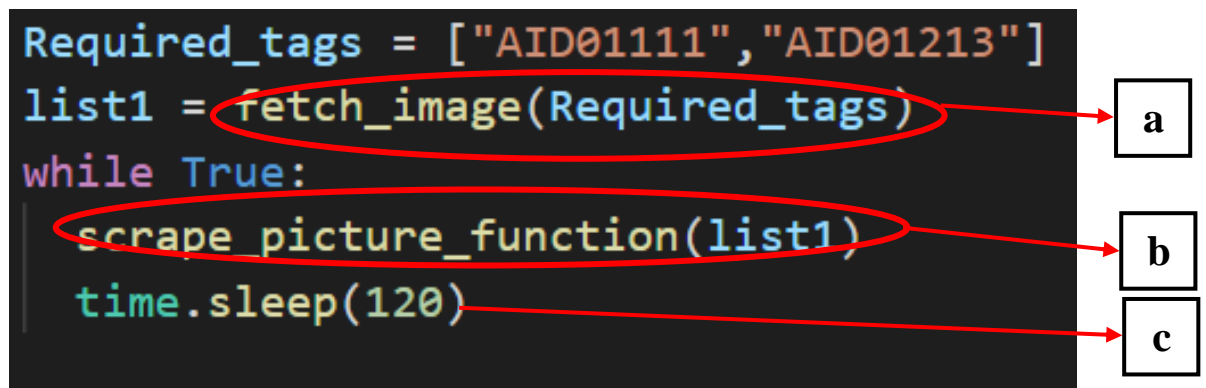 Required_tags = ["AID01111","AID01213"]
list1 = fetch_image(Required_tags)
a
while True:
scrape_picture_function(list1)
b
time.sleep(120)
c